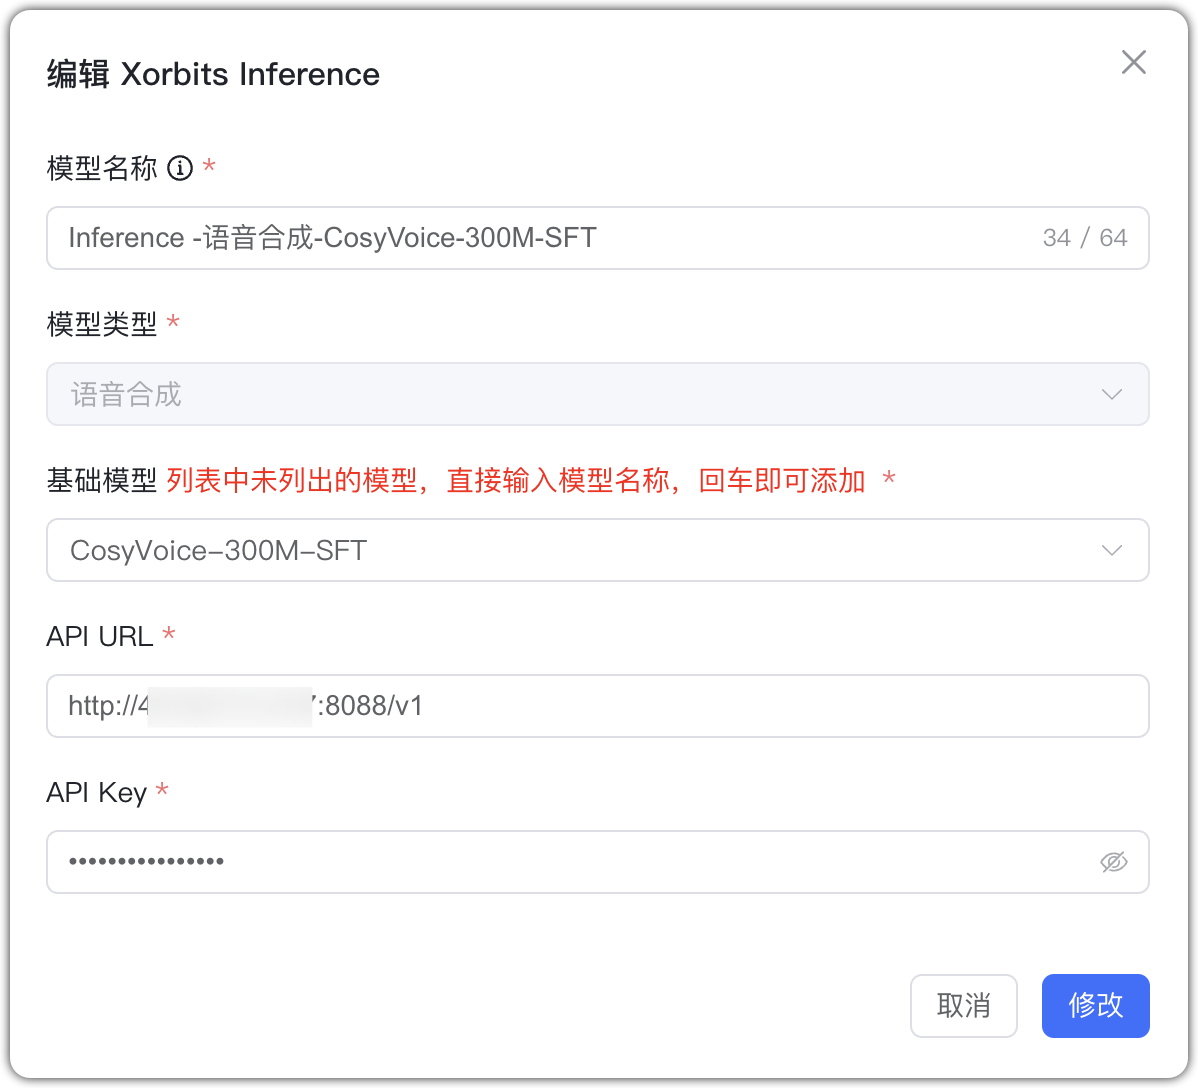 编辑 Xorbits Inference
模型名称 *
Inference -语音合成-CosyVoice-300M-SFT 34 / 64
模型类型 *
语音合成
基础模型 列表中未列出的模型，直接输入模型名称，回车即可添加 *
CosyVoice-300M-SFT
API URL *
http://4 :8088/v1
API Key *
••••••••••••••••
取消 修改